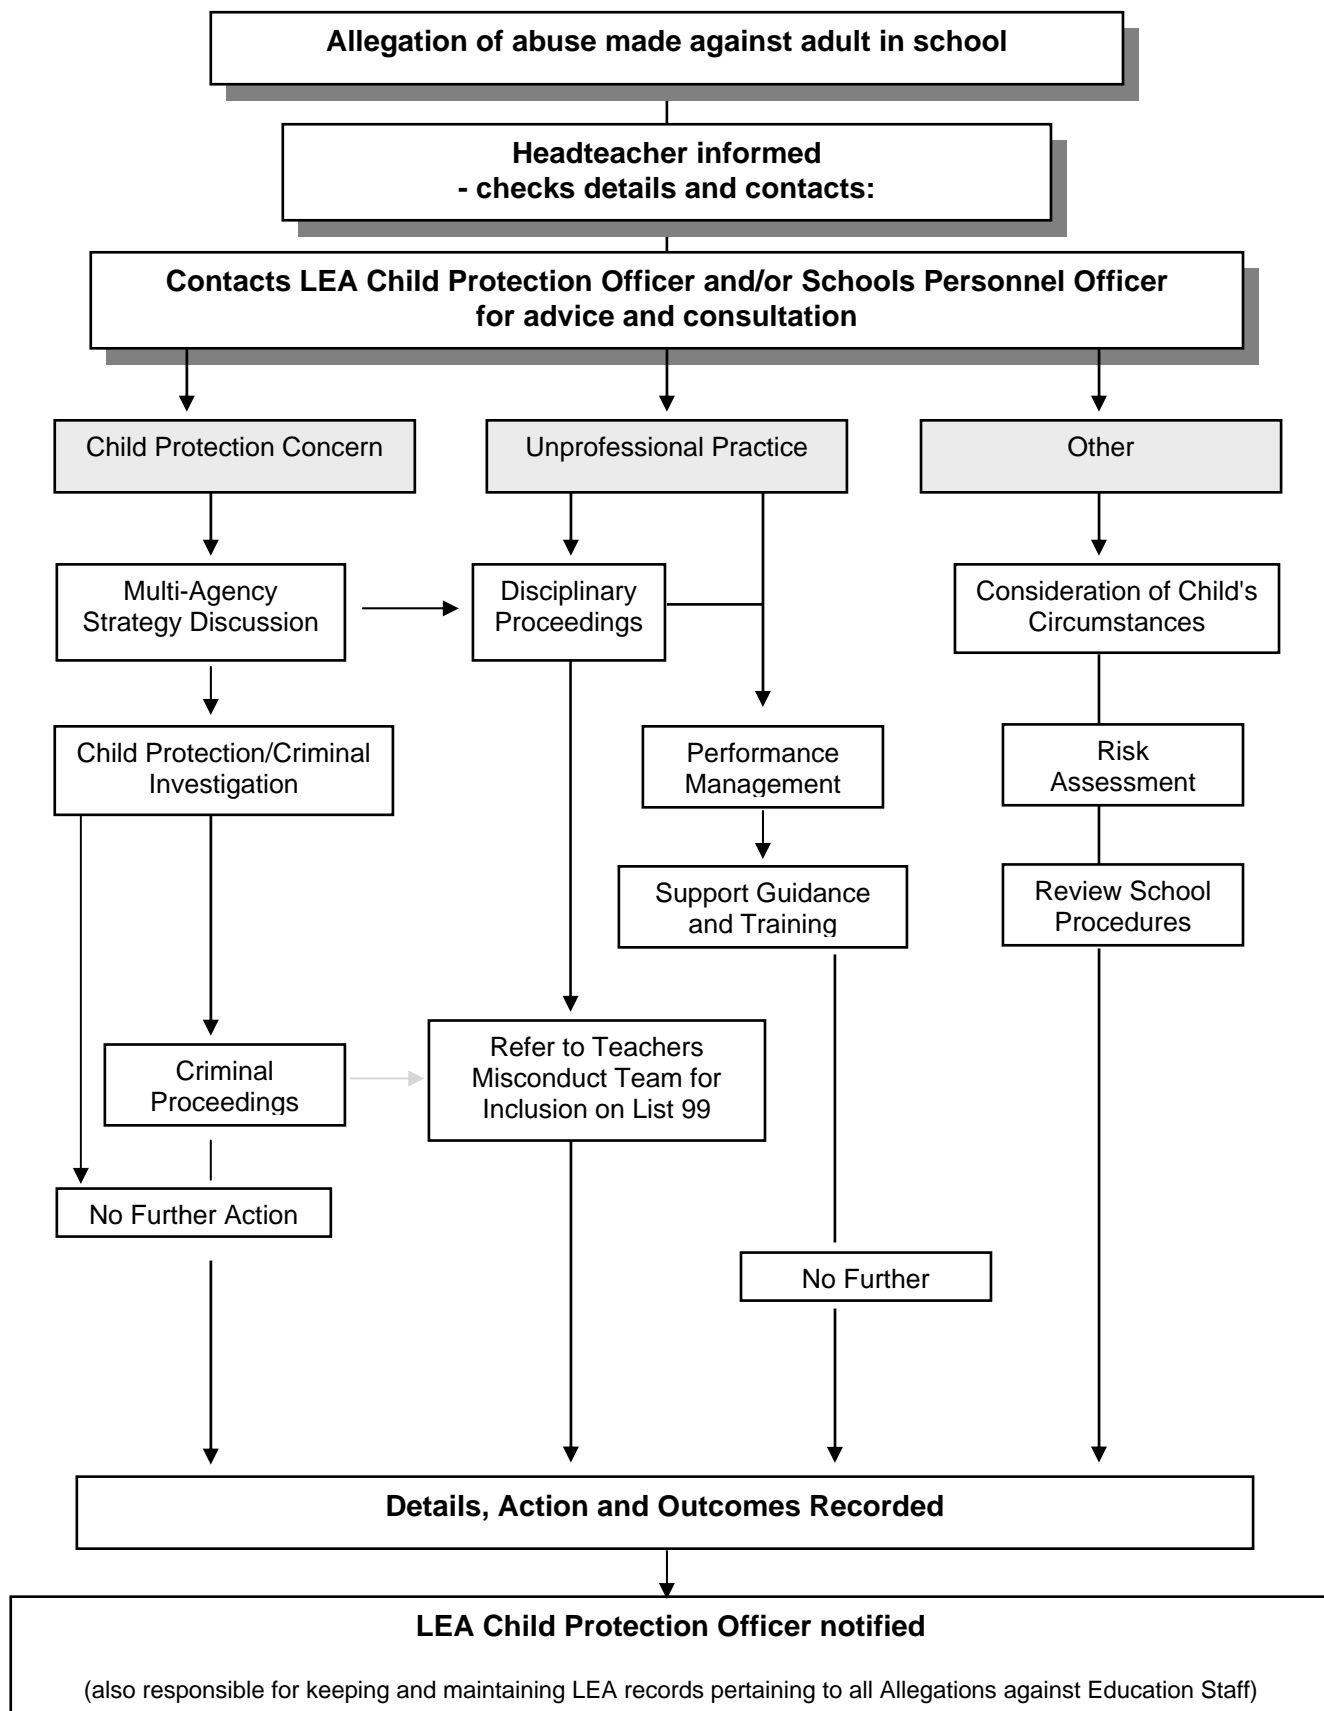 Allegation of abuse made against adult in school
Headteacher informed
- checks details and contacts:
Contacts LEA Child Protection Officer and/or Schools Personnel Officer
for advice and consultation
Child Protection Concern
Unprofessional Practice
Other
Multi-Agency
Strategy Discussion
Disciplinary
Proceedings
Consideration of Child's
Circumstances
Child Protection/Criminal
Investigation
Performance
Management
Risk
Assessment
Support Guidance
and Training
Review School
Procedures
Criminal
Proceedings
Refer to Teachers
Misconduct Team for
Inclusion on List 99
No Further Action
No Further
Details, Action and Outcomes Recorded
LEA Child Protection Officer notified
(also responsible for keeping and maintaining LEA records pertaining to all Allegations against Education Staff)